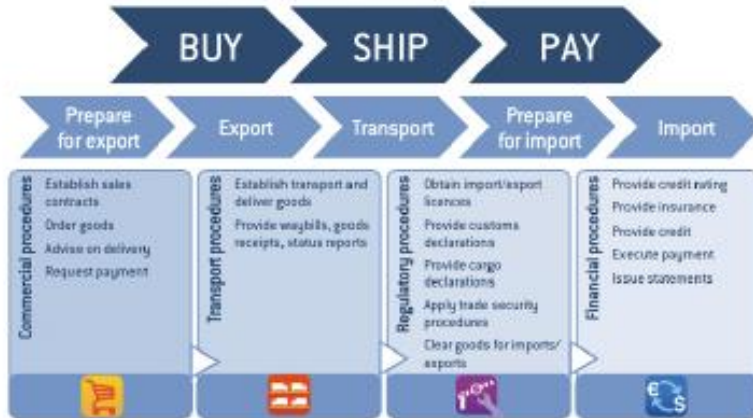 BUY SHIP PAY
Prepare
for export
Export
Transport
Prepare
for import
Import
Commercial procedures
Establish sales
contracts
Order goods
Advise on delivery
Request payment
Transport procedures
Establish transport and
deliver goods
Provide waybills, goods
receipts, status reports
Regulatory procedures
Obtain import/export
licences
Provide customs
declarations
Provide cargo
declarations
Apply trade security
procedures
Clear goods for imports/
exports
Financial procedures
Provide credit rating
Provide insurance
Provide credit
Execute payment
Issue statements
€
$